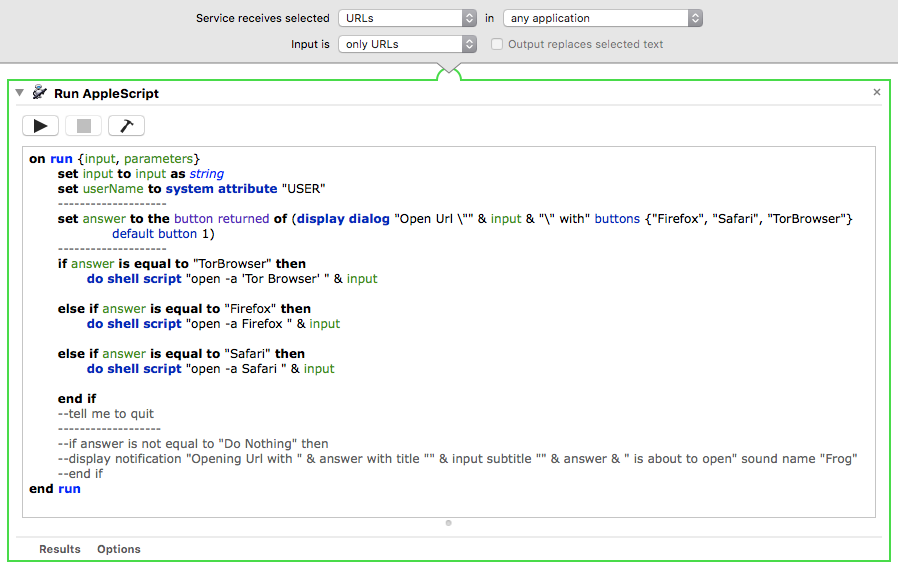 Service receives selected URLs in any application
Input is only URLs Output replaces selected text
Run AppleScript
on run {input, parameters}
set input to input as string
set userName to system attribute "USER"
--------------------
set answer to the button returned of (display dialog "Open Url \"" & input & "\" with" buttons {"Firefox", "Safari", "TorBrowser"}
default button 1)
--------------------
if answer is equal to "TorBrowser" then
do shell script "open -a 'Tor Browser' " & input
else if answer is equal to "Firefox" then
do shell script "open -a Firefox " & input
else if answer is equal to "Safari" then
do shell script "open -a Safari " & input
end if
--tell me to quit
-------------------
--if answer is not equal to "Do Nothing" then
--display notification "Opening Url with " & answer with title "" & input subtitle "" & answer & " is about to open" sound name "Frog"
--end if
end run
Results Options